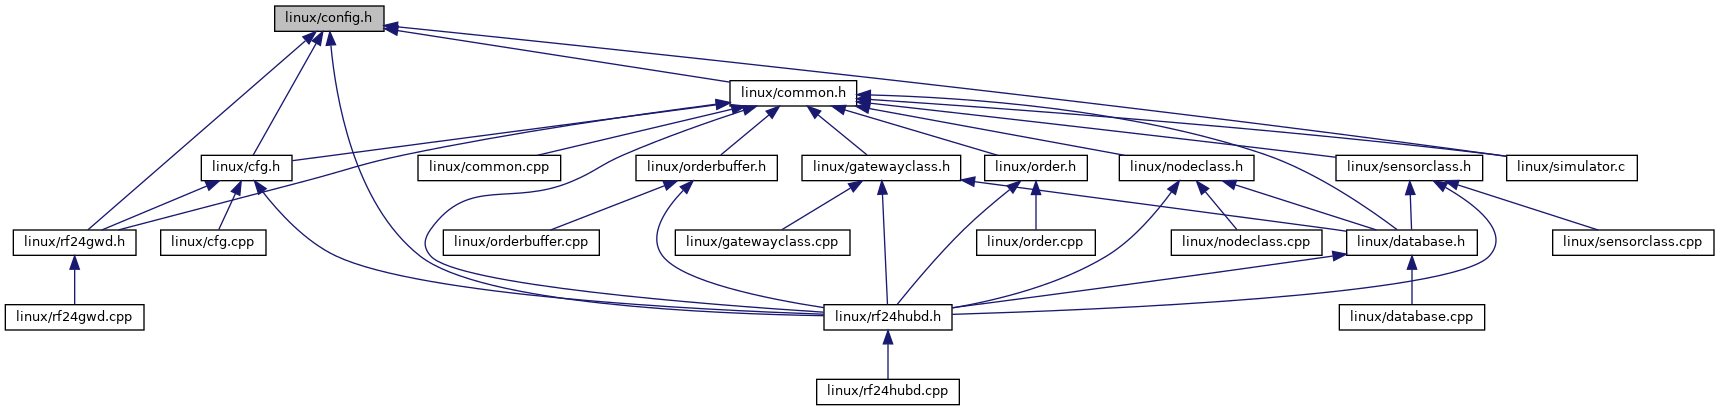 linux/config.h
linux/common.h
linux/cfg.h
linux/common.cpp
linux/orderbuffer.h
linux/gatewayclass.h
linux/order.h
linux/nodeclass.h
linux/sensorclass.h
linux/simulator.c
linux/rf24gwd.h
linux/cfg.cpp
linux/orderbuffer.cpp
linux/gatewayclass.cpp
linux/order.cpp
linux/nodeclass.cpp
linux/database.h
linux/sensorclass.cpp
linux/rf24gwd.cpp
linux/rf24hubd.h
linux/database.cpp
linux/rf24hubd.cpp